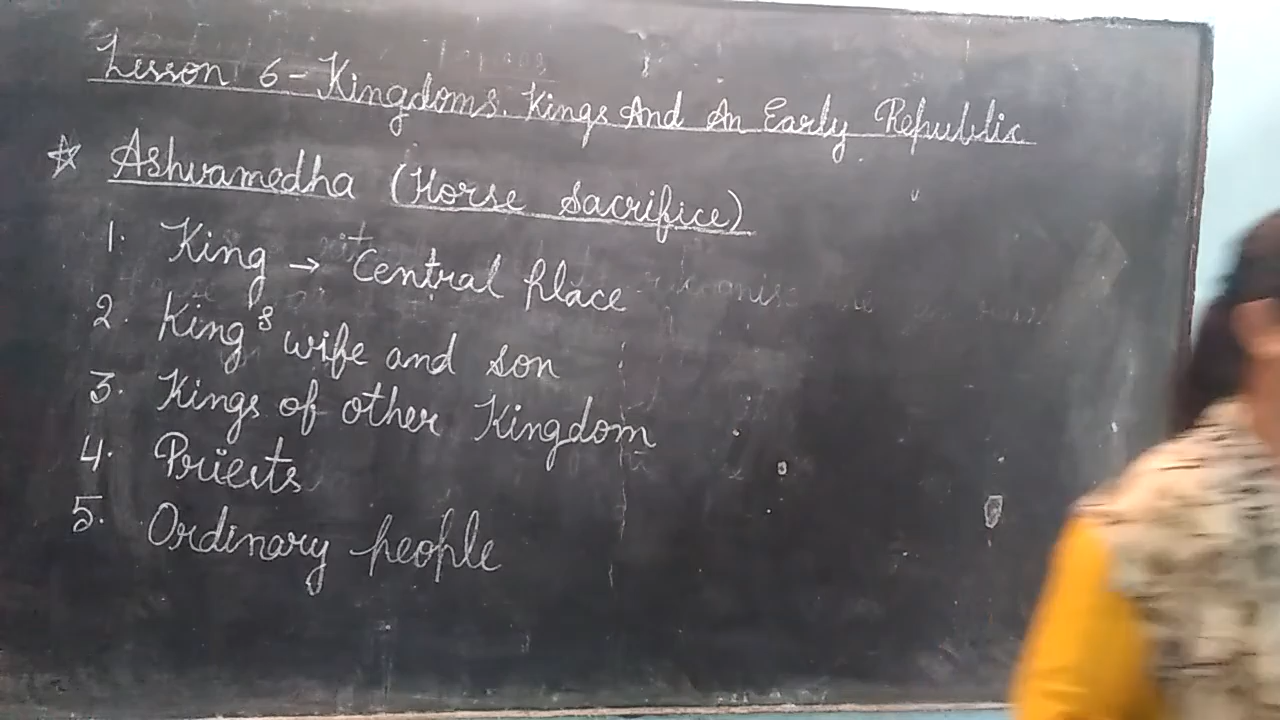 Lesson 6 - Kingdoms, Kings And An Early Republic
☆ Ashvamedha (Horse Sacrifice)
1. King → Central place
2. King's wife and son
3. Kings of other Kingdom
4. Priests
5. Ordinary people